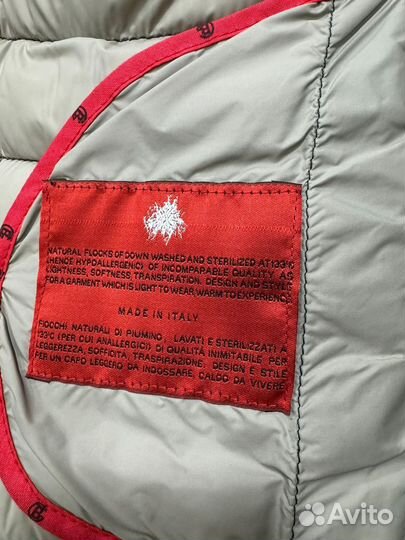 NATURAL FLOCKS OF DOWN WASHED AND STERILIZED AT 133°C
(HENCE HYPOALLERGENIC) OF INCOMPARABLE QUALITY AS
LIGHTNESS, SOFTNESS, TRANSPIRATION, DESIGN AND STYLE
FOR A GARMENT WHICH IS LIGHT TO WEAR, WARM TO EXPERIENCE
MADE IN ITALY
FIOCCHI NATURALI DI PIUMINO, LAVATI E STERILIZZATI A
133°C (PER CUI ANALLERGICI) DI QUALITÀ INIMITABILE PER
LEGGEREZZA, SOFFICITÀ, TRASPIRAZIONE, DESIGN E STILE
PER UN CAPO LEGGERO DA INDOSSARE, CALDO DA VIVERE
Avito